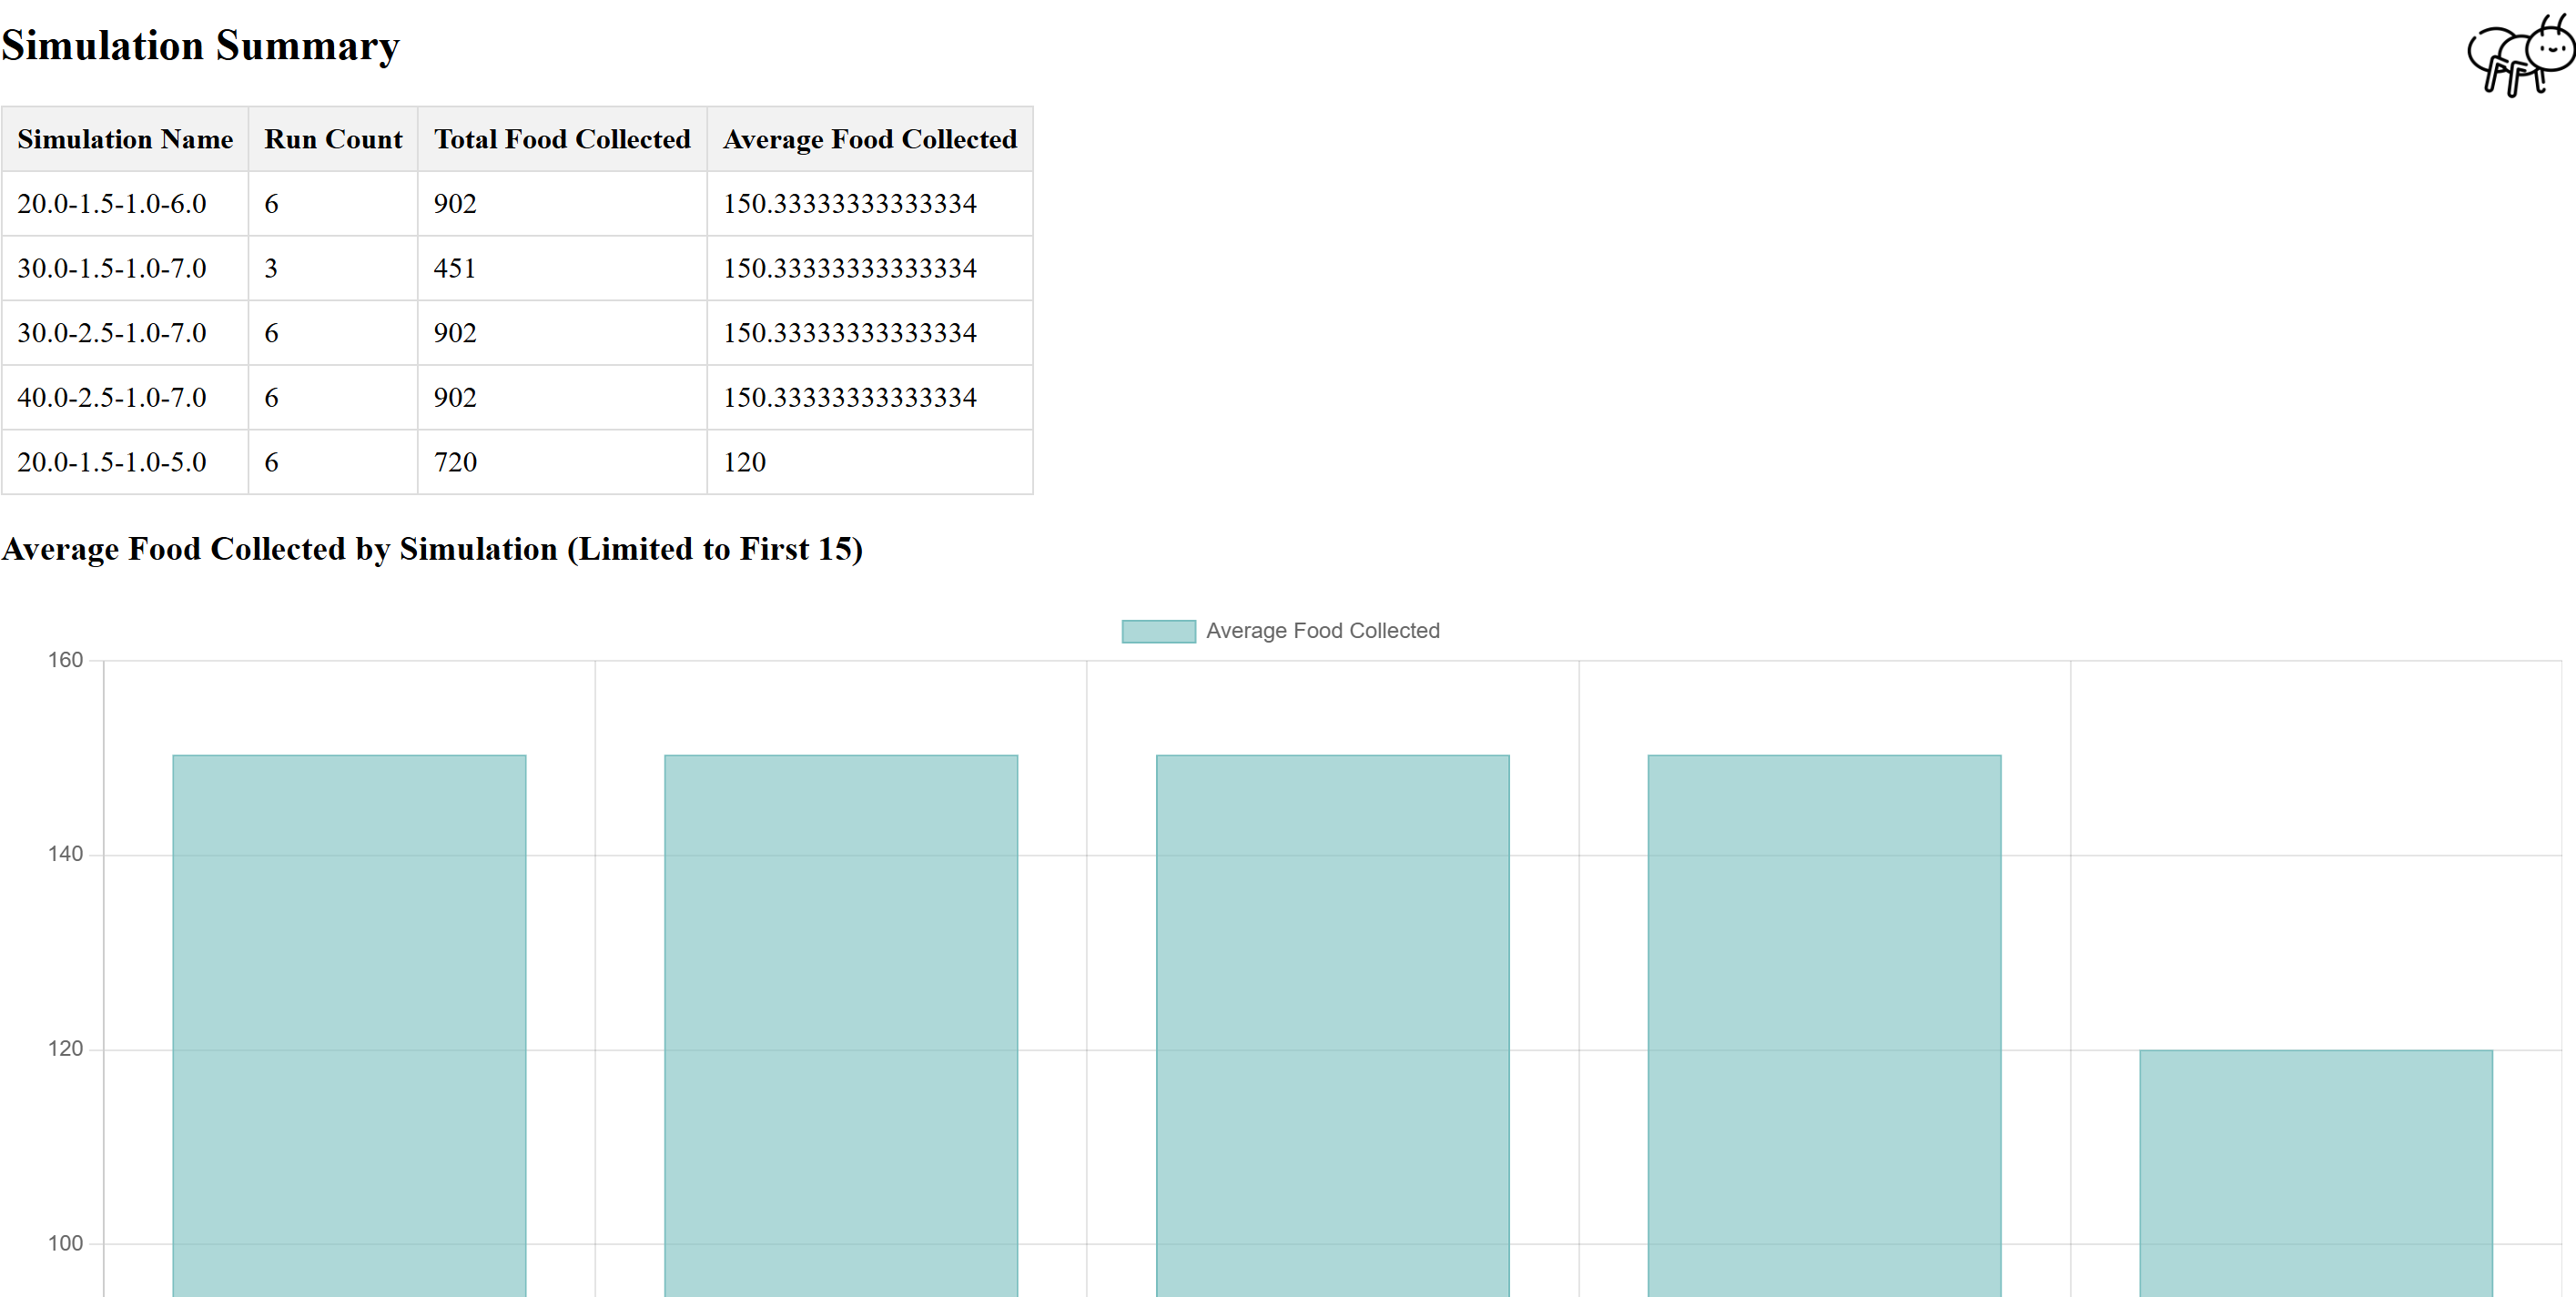 Simulation Summary
Simulation Name Run Count Total Food Collected Average Food Collected
20.0-1.5-1.0-6.0 6 902 150.33333333333334
30.0-1.5-1.0-7.0 3 451 150.33333333333334
30.0-2.5-1.0-7.0 6 902 150.33333333333334
40.0-2.5-1.0-7.0 6 902 150.33333333333334
20.0-1.5-1.0-5.0 6 720 120
Average Food Collected by Simulation (Limited to First 15)
Average Food Collected
160
140
120
100